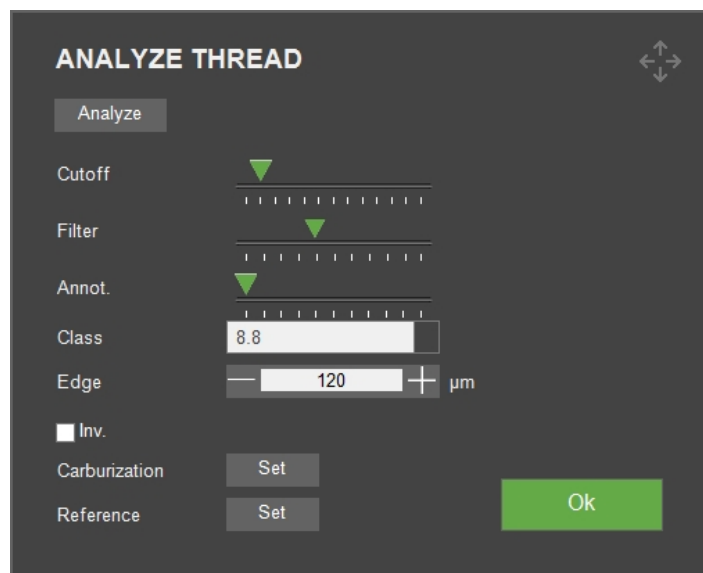 ANALYZE THREAD
Analyze
Cutoff
Filter
Annot.
Class 8.8
Edge 120 µm
Inv.
Carburization Set
Reference Set
Ok